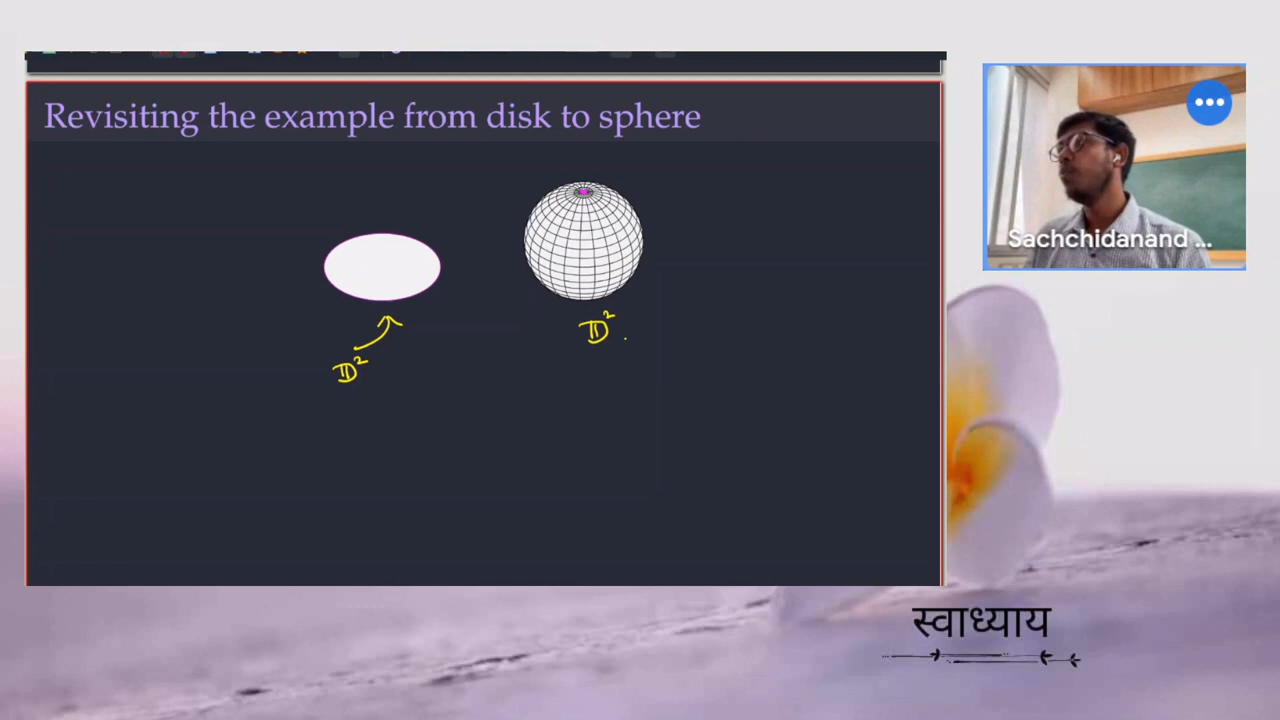 Revisiting the example from disk to sphere
𝔻²
𝔻².
Sachchidanand ...
स्वाध्याय